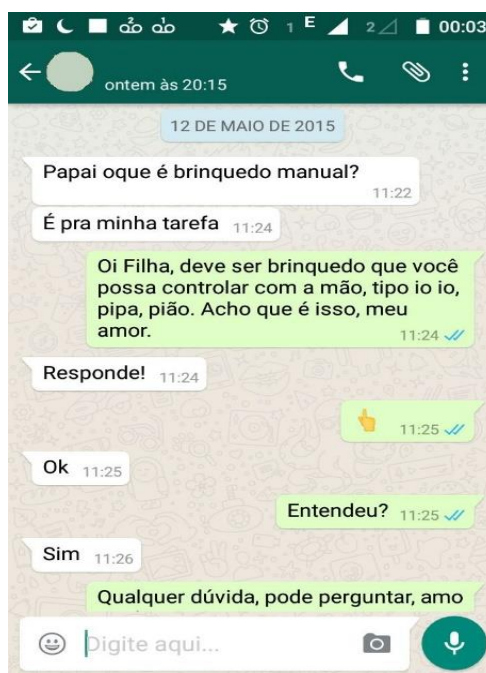 1 E 2 00:03
ontem às 20:15
12 DE MAIO DE 2015
Papai oque é brinquedo manual?
11:22
É pra minha tarefa 11:24
Oi Filha, deve ser brinquedo que você
possa controlar com a mão, tipo io io,
pipa, pião. Acho que é isso, meu
amor.
11:24
Responde! 11:24
11:25
Ok 11:25
Entendeu? 11:25
Sim 11:26
Qualquer dúvida, pode perguntar, amo
Digite aqui...